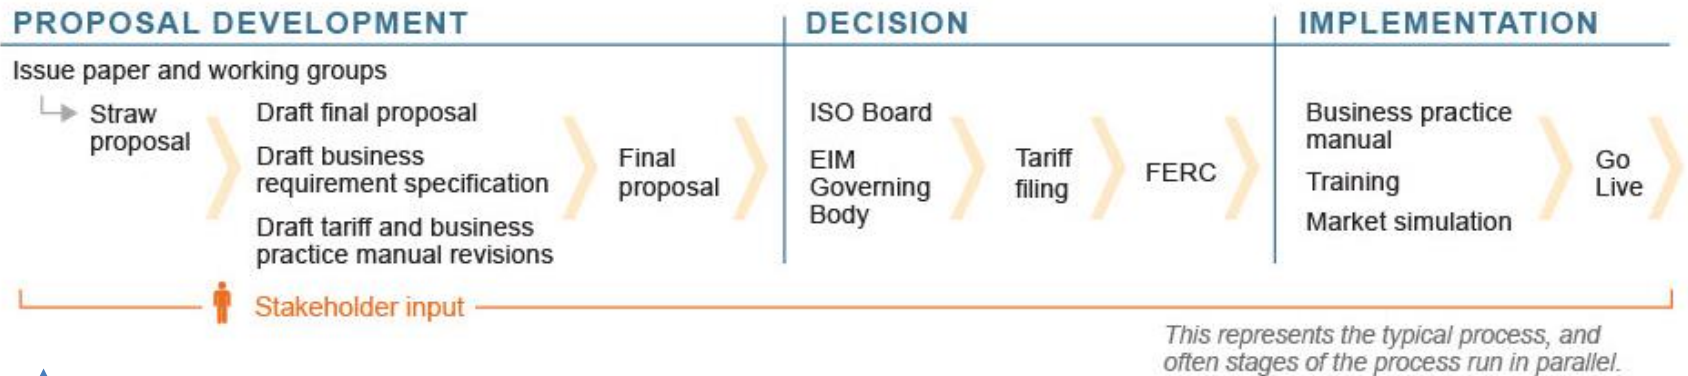 PROPOSAL DEVELOPMENT
Issue paper and working groups
Straw
proposal
Draft final proposal
Draft business
requirement specification
Draft tariff and business
practice manual revisions
Final
proposal
DECISION
ISO Board
EIM
Governing
Body
Tariff
filing
FERC
IMPLEMENTATION
Business practice
manual
Training
Market simulation
Go
Live
Stakeholder input
This represents the typical process, and
often stages of the process run in parallel.